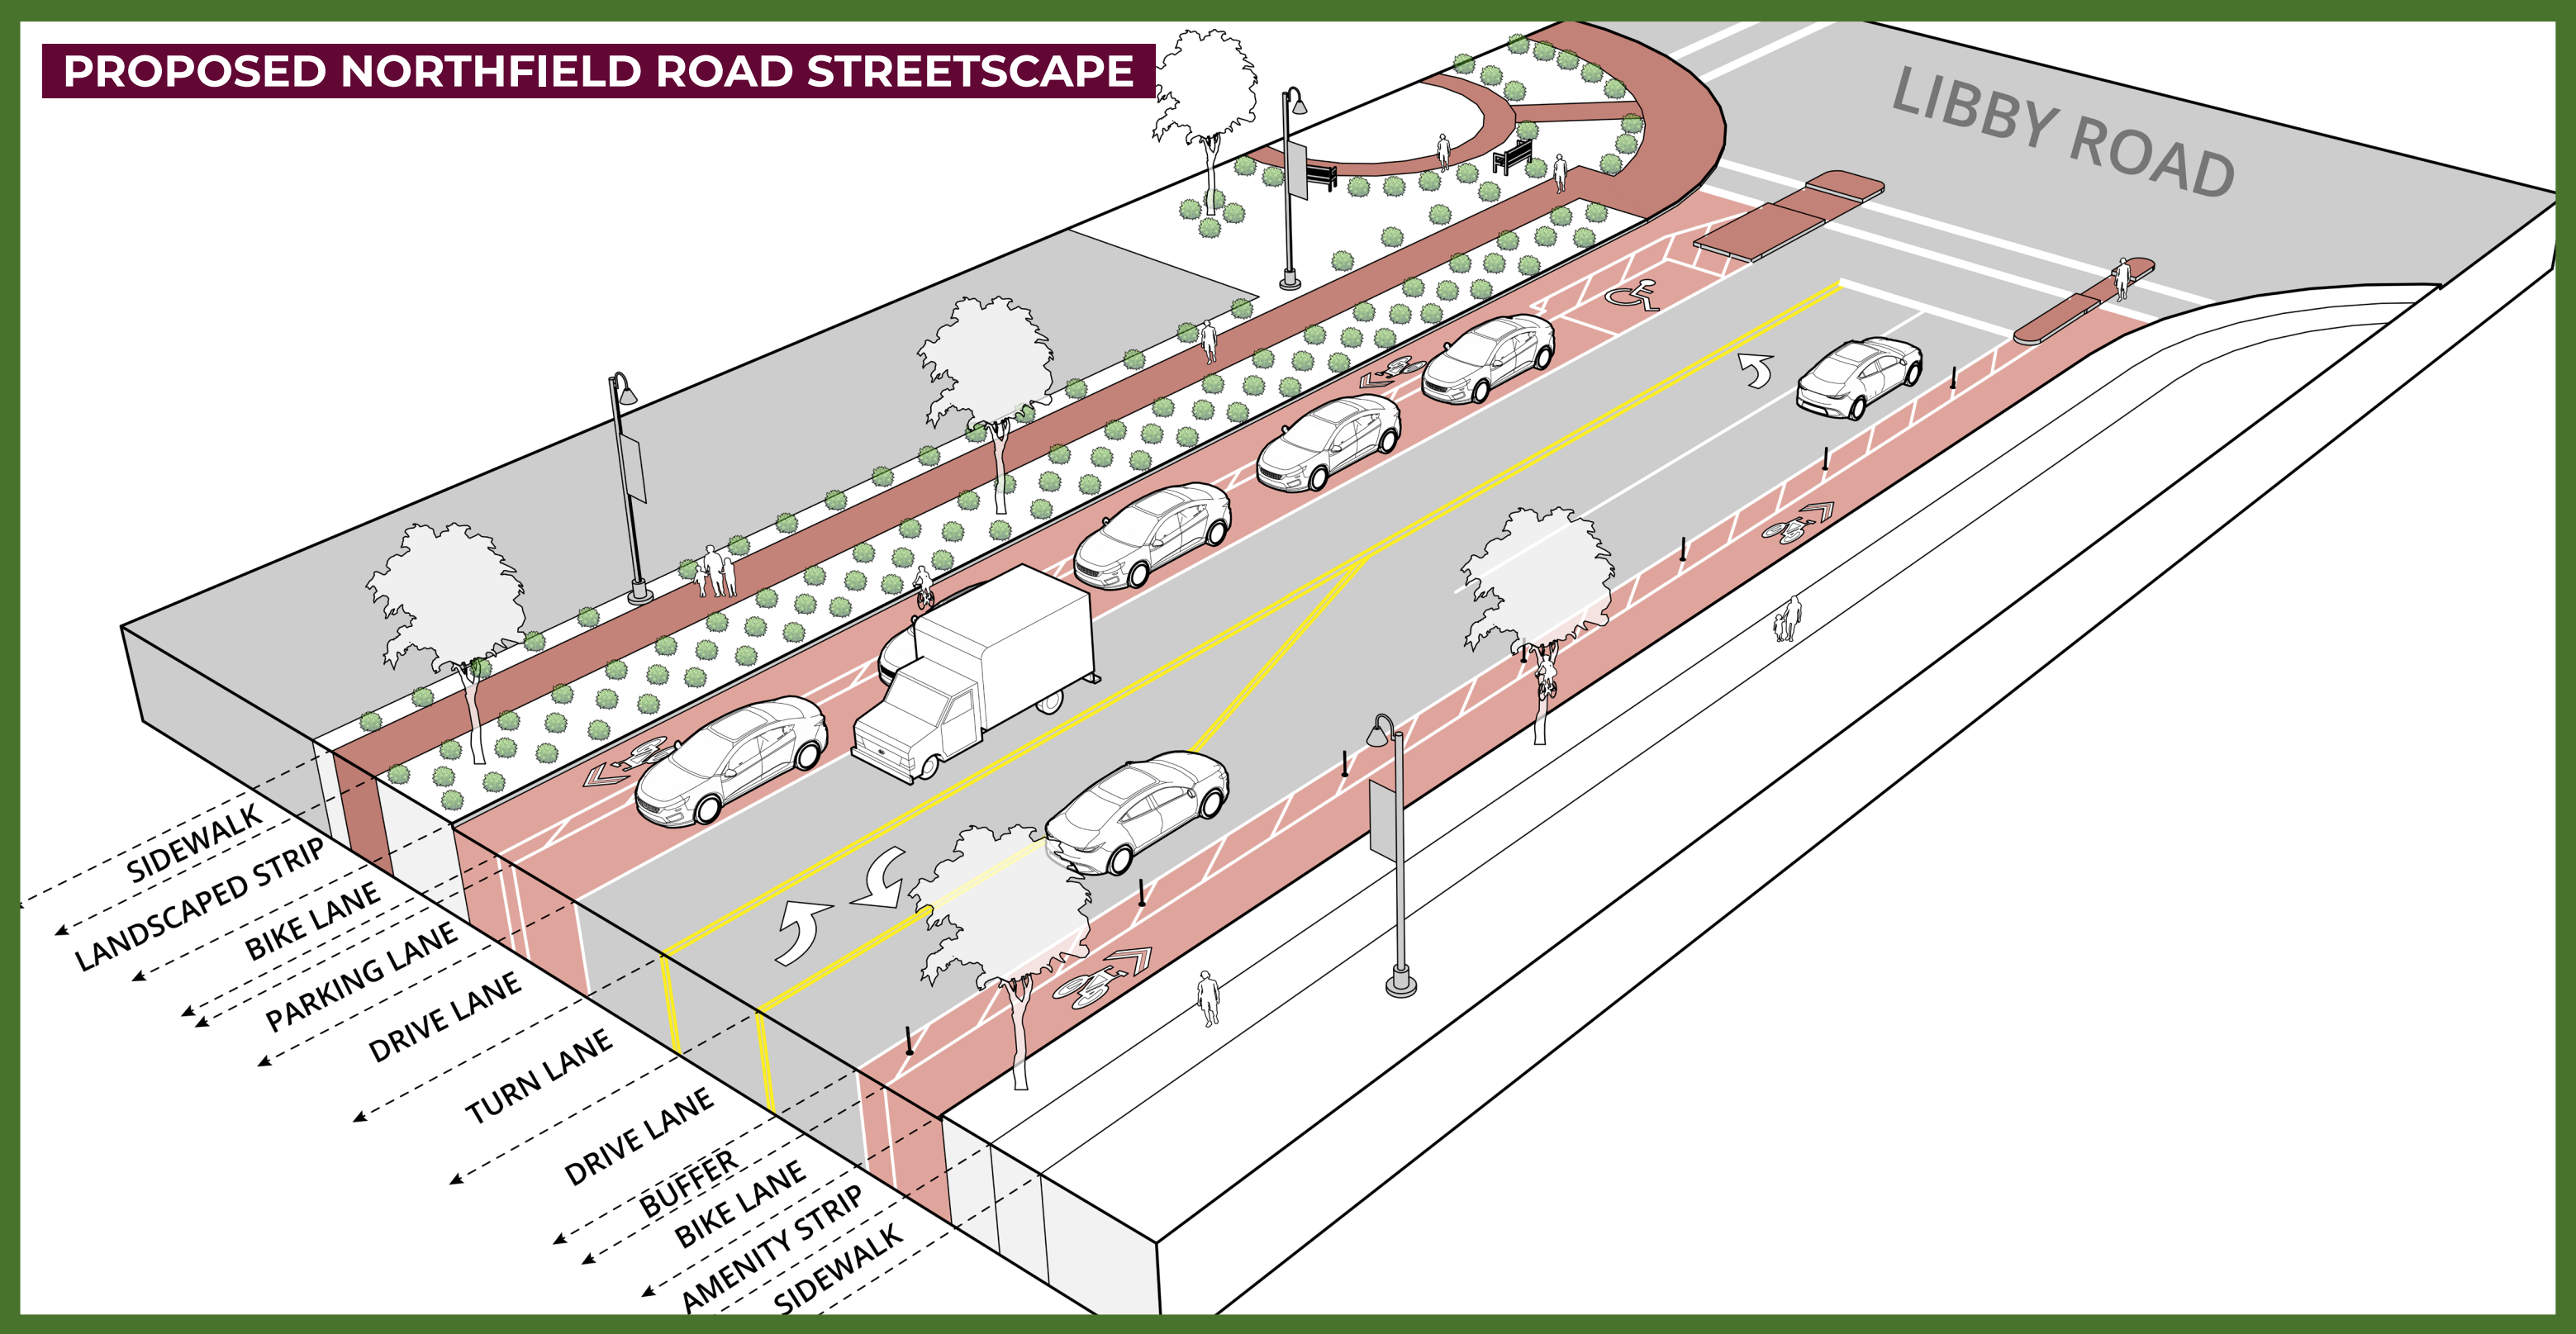 PROPOSED NORTHFIELD ROAD STREETSCAPE
LIBBY ROAD
SIDEWALK
LANDSCAPED STRIP
BIKE LANE
PARKING LANE
DRIVE LANE
TURN LANE
DRIVE LANE
BUFFER
BIKE LANE
AMENITY STRIP
SIDEWALK